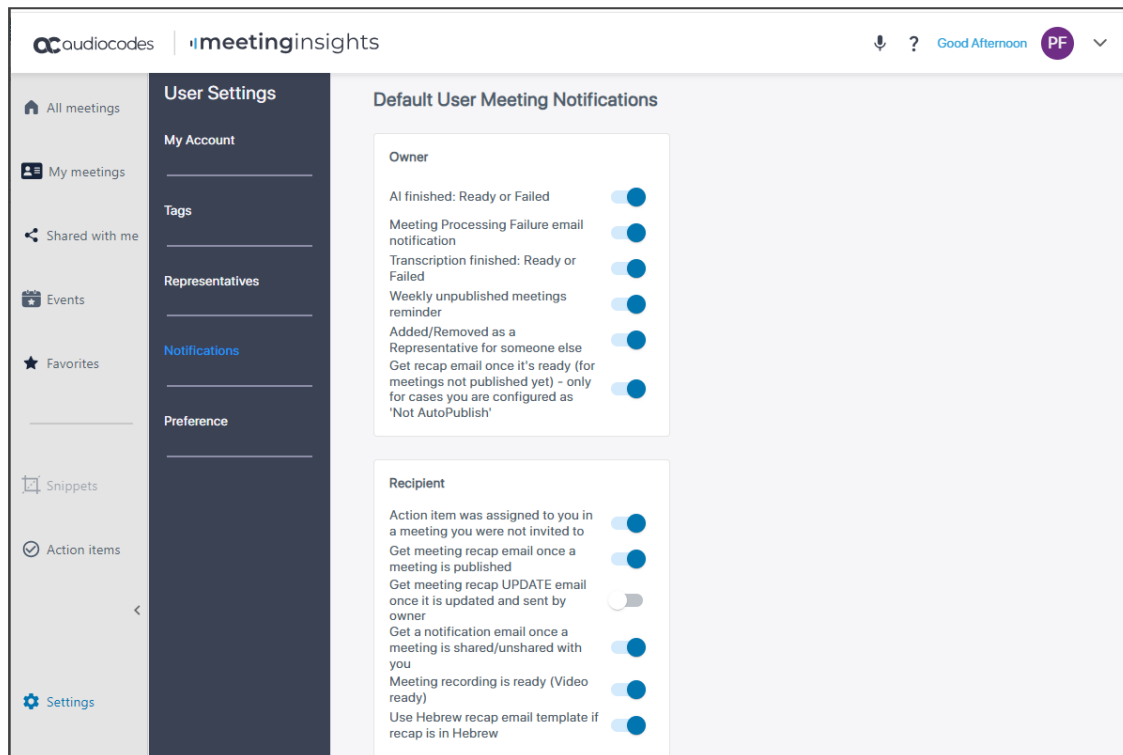 audiocodes
meetinginsights
?
Good Afternoon
PF
All meetings
My meetings
Shared with me
Events
Favorites
Snippets
Action items
Settings
User Settings
My Account
Tags
Representatives
Notifications
Preference
Default User Meeting Notifications
Owner
AI finished: Ready or Failed
Meeting Processing Failure email
notification
Transcription finished: Ready or
Failed
Weekly unpublished meetings
reminder
Added/Removed as a
Representative for someone else
Get recap email once it's ready (for
meetings not published yet) - only
for cases you are configured as
'Not AutoPublish'
Recipient
Action item was assigned to you in
a meeting you were not invited to
Get meeting recap email once a
meeting is published
Get meeting recap UPDATE email
once it is updated and sent by
owner
Get a notification email once a
meeting is shared/unshared with
you
Meeting recording is ready (Video
ready)
Use Hebrew recap email template if
recap is in Hebrew